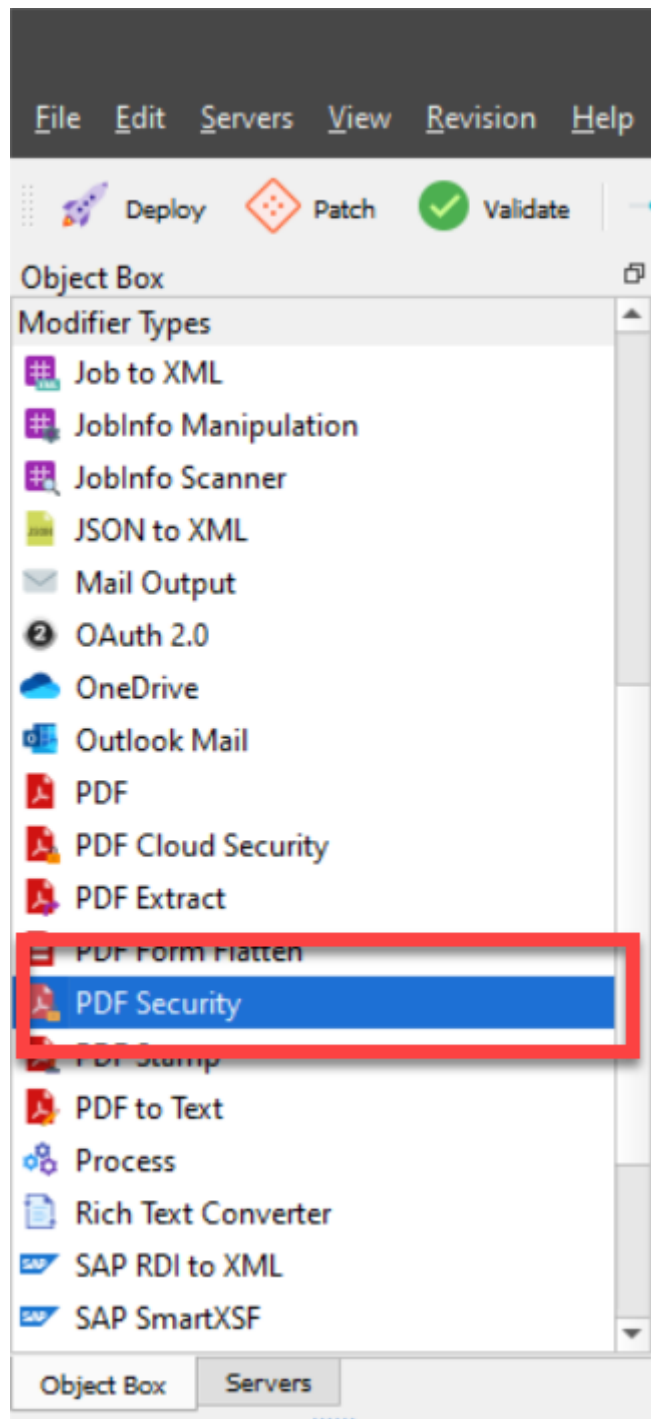 File Edit Servers View Revision Help
Deploy Patch Validate
Object Box
Modifier Types
Job to XML
JobInfo Manipulation
JobInfo Scanner
JSON to XML
Mail Output
OAuth 2.0
OneDrive
Outlook Mail
PDF
PDF Cloud Security
PDF Extract
PDF Form Flatten
PDF Security
PDF Stamp
PDF to Text
Process
Rich Text Converter
SAP RDI to XML
SAP SmartXSF
Object Box Servers